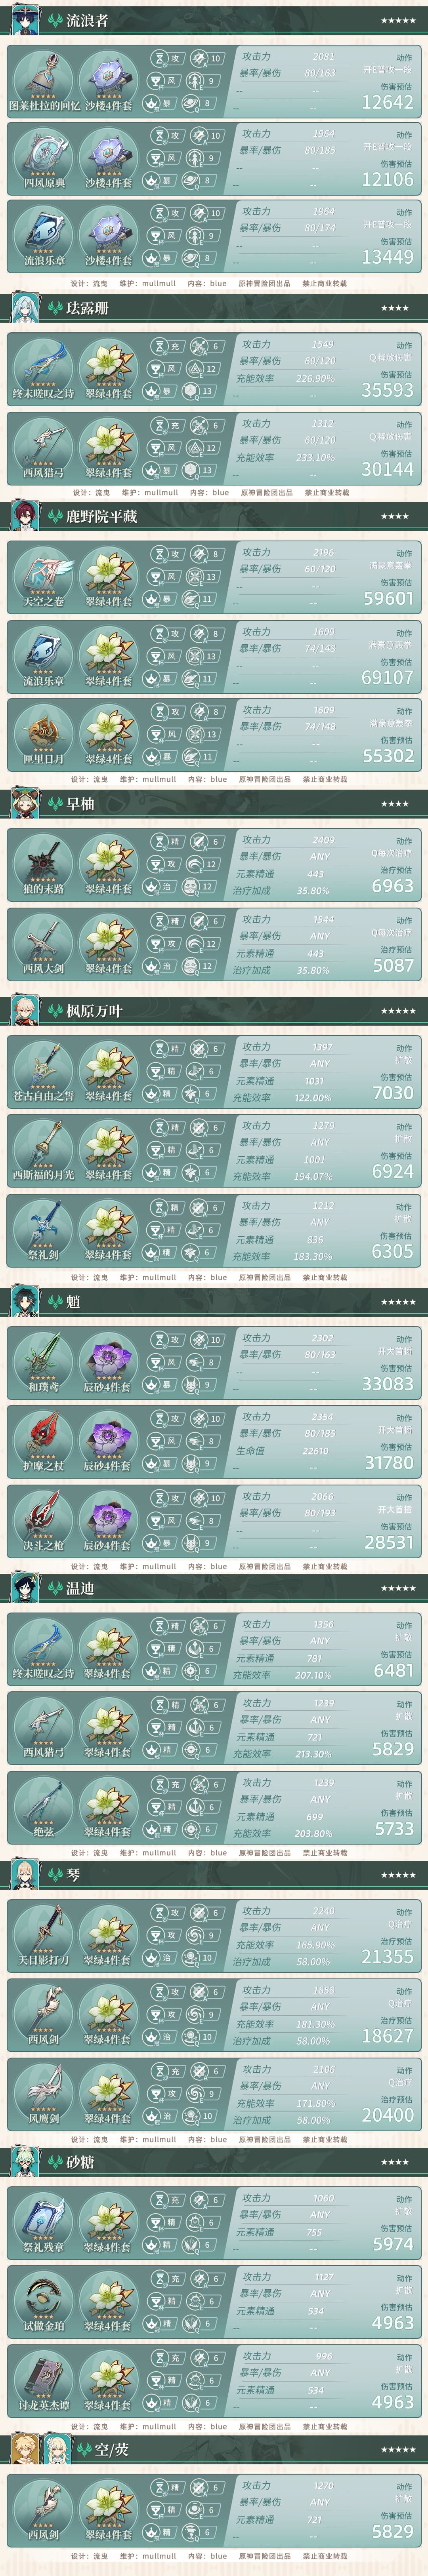 流浪者 ★★★★★
图莱杜拉的回忆 沙楼4件套
攻 10
杯 风 E 9
冠 暴 Q 8
攻击力 2081
暴率/暴伤 80/163
-- --
-- --
动作
开E普攻一段
伤害预估
12642
四风原典 沙楼4件套
攻 10
杯 风 E 9
冠 暴 Q 8
攻击力 1964
暴率/暴伤 80/185
-- --
-- --
动作
开E普攻一段
伤害预估
12106
流浪乐章 沙楼4件套
攻 10
杯 风 E 9
冠 暴 Q 8
攻击力 1964
暴率/暴伤 80/174
-- --
-- --
动作
开E普攻一段
伤害预估
13449
设计：流曳 维护：mullmull 内容：blue 原神冒险团出品 禁止商业转载
珐露珊 ★★★★
终末嗟叹之诗 翠绿4件套
充 6
杯 风 E 12
冠 暴 Q 13
攻击力 1549
暴率/暴伤 60/120
充能效率 226.90%
-- --
动作
Q释放伤害
伤害预估
35593
西风猎弓 翠绿4件套
充 6
杯 风 E 12
冠 暴 Q 13
攻击力 1312
暴率/暴伤 60/120
充能效率 233.10%
-- --
动作
Q释放伤害
伤害预估
30144
设计：流曳 维护：mullmull 内容：blue 原神冒险团出品 禁止商业转载
鹿野院平藏 ★★★★
天空之卷 翠绿4件套
攻 8
杯 风 E 13
冠 暴 Q 11
攻击力 2196
暴率/暴伤 60/120
-- --
-- --
动作
满豪意轰拳
伤害预估
59601
流浪乐章 翠绿4件套
攻 8
杯 风 E 13
冠 暴 Q 11
攻击力 1609
暴率/暴伤 74/148
-- --
-- --
动作
满豪意轰拳
伤害预估
69107
匣里日月 翠绿4件套
攻 8
杯 风 E 13
冠 暴 Q 11
攻击力 1609
暴率/暴伤 74/148
-- --
-- --
动作
满豪意轰拳
伤害预估
55302
设计：流曳 维护：mullmull 内容：blue 原神冒险团出品 禁止商业转载
早柚 ★★★★
狼的末路 翠绿4件套
精 6
杯 攻 E 12
冠 治 Q 12
攻击力 2409
暴率/暴伤 ANY
元素精通 443
治疗加成 35.80%
动作
Q每次治疗
治疗预估
6963
西风大剑 翠绿4件套
精 6
杯 攻 E 12
冠 治 Q 12
攻击力 1544
暴率/暴伤 ANY
元素精通 443
治疗加成 35.80%
动作
Q每次治疗
治疗预估
5087
枫原万叶 ★★★★★
苍古自由之誓 翠绿4件套
精 6
杯 精 E 6
冠 精 Q 6
攻击力 1397
暴率/暴伤 ANY
元素精通 1031
充能效率 122.00%
动作
扩散
伤害预估
7030
西斯福的月光 翠绿4件套
精 6
杯 精 E 6
冠 精 Q 6
攻击力 1279
暴率/暴伤 ANY
元素精通 1001
充能效率 194.07%
动作
扩散
伤害预估
6924
祭礼剑 翠绿4件套
精 6
杯 精 E 6
冠 精 Q 6
攻击力 1212
暴率/暴伤 ANY
元素精通 836
充能效率 183.30%
动作
扩散
伤害预估
6305
设计：流曳 维护：mullmull 内容：blue 原神冒险团出品 禁止商业转载
魈 ★★★★★
和璞鸢 辰砂4件套
攻 10
杯 风 E 8
冠 暴 Q 9
攻击力 2302
暴率/暴伤 80/163
-- --
-- --
动作
开大首插
伤害预估
33083
护摩之杖 辰砂4件套
攻 10
杯 风 E 8
冠 暴 Q 9
攻击力 2354
暴率/暴伤 80/185
生命值 22610
-- --
动作
开大首插
伤害预估
31780
决斗之枪 辰砂4件套
攻 10
杯 风 E 8
冠 暴 Q 9
攻击力 2066
暴率/暴伤 80/193
-- --
-- --
动作
开大首插
伤害预估
28531
设计：流曳 维护：mullmull 内容：blue 原神冒险团出品 禁止商业转载
温迪 ★★★★★
终末嗟叹之诗 翠绿4件套
精 6
杯 精 E 6
冠 精 Q 6
攻击力 1356
暴率/暴伤 ANY
元素精通 781
充能效率 207.10%
动作
扩散
伤害预估
6481
西风猎弓 翠绿4件套
精 6
杯 精 E 6
冠 精 Q 6
攻击力 1239
暴率/暴伤 ANY
元素精通 721
充能效率 213.30%
动作
扩散
伤害预估
5829
绝弦 翠绿4件套
充 6
杯 精 E 6
冠 精 Q 6
攻击力 1239
暴率/暴伤 ANY
元素精通 699
充能效率 203.80%
动作
扩散
伤害预估
5733
设计：流曳 维护：mullmull 内容：blue 原神冒险团出品 禁止商业转载
琴 ★★★★★
天目影打刀 翠绿4件套
攻 6
杯 攻 E 9
冠 治 Q 10
攻击力 2240
暴率/暴伤 ANY
充能效率 165.90%
治疗加成 58.00%
动作
Q治疗
治疗预估
21355
西风剑 翠绿4件套
攻 6
杯 攻 E 9
冠 治 Q 10
攻击力 1858
暴率/暴伤 ANY
充能效率 181.30%
治疗加成 58.00%
动作
Q治疗
治疗预估
18627
风鹰剑 翠绿4件套
充 6
杯 攻 E 9
冠 治 Q 10
攻击力 2108
暴率/暴伤 ANY
充能效率 171.80%
治疗加成 58.00%
动作
Q治疗
治疗预估
20400
设计：流曳 维护：mullmull 内容：blue 原神冒险团出品 禁止商业转载
砂糖 ★★★★
祭礼残章 翠绿4件套
充 6
杯 精 E 6
冠 精 Q 6
攻击力 1060
暴率/暴伤 ANY
元素精通 755
-- --
动作
扩散
伤害预估
5974
试做金珀 翠绿4件套
充 6
杯 精 E 6
冠 精 Q 6
攻击力 1127
暴率/暴伤 ANY
元素精通 534
-- --
动作
扩散
伤害预估
4963
讨龙英杰谭 翠绿4件套
充 6
杯 精 E 6
冠 精 Q 6
攻击力 996
暴率/暴伤 ANY
元素精通 534
-- --
动作
扩散
伤害预估
4963
设计：流曳 维护：mullmull 内容：blue 原神冒险团出品 禁止商业转载
空/荧 ★★★★★
西风剑 翠绿4件套
精 6
杯 精 E 6
冠 精 Q 6
攻击力 1270
暴率/暴伤 ANY
元素精通 721
-- --
动作
扩散
伤害预估
5829
设计：流曳 维护：mullmull 内容：blue 原神冒险团出品 禁止商业转载